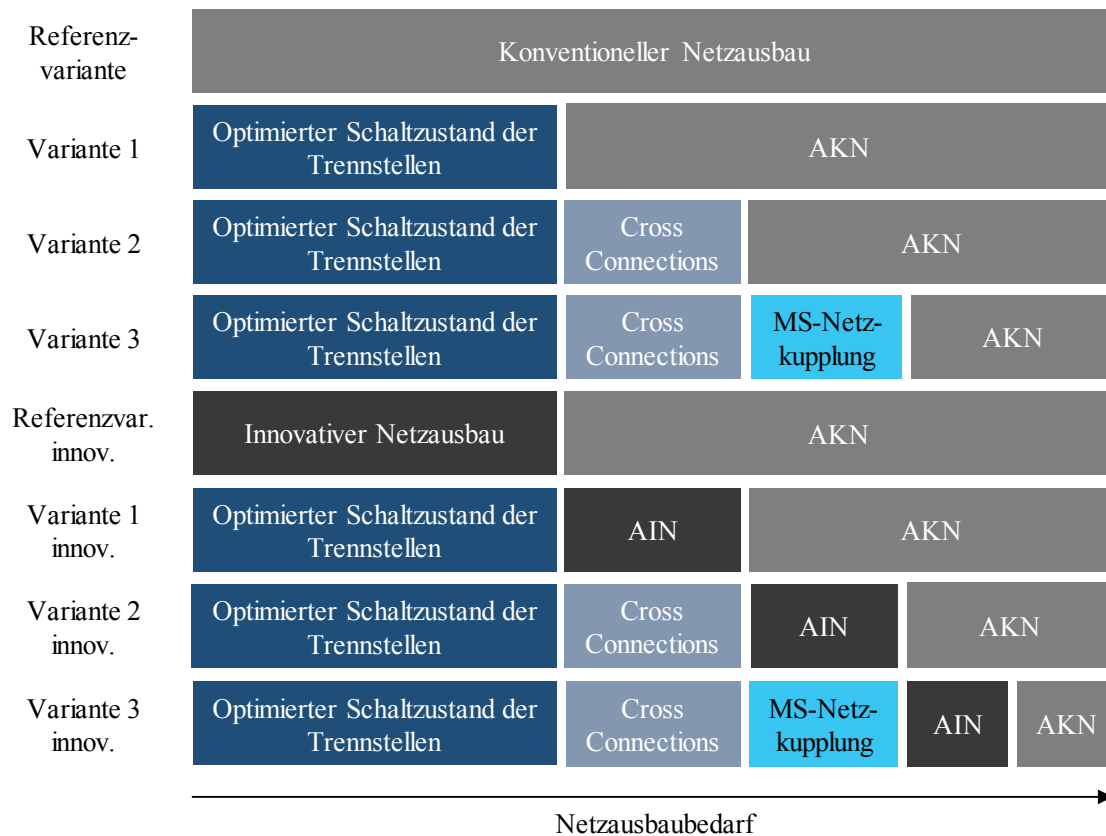 Referenz-
variante
Konventioneller Netzausbau
Variante 1
Optimierter Schaltzustand der
Trennstellen
AKN
Variante 2
Optimierter Schaltzustand der
Trennstellen
Cross
Connections
AKN
Variante 3
Optimierter Schaltzustand der
Trennstellen
Cross
Connections
MS-Netz-
kupplung
AKN
Referenzvar.
innov.
Innovativer Netzausbau
AKN
Variante 1
innov.
Optimierter Schaltzustand der
Trennstellen
AIN
AKN
Variante 2
innov.
Optimierter Schaltzustand der
Trennstellen
Cross
Connections
AIN
AKN
Variante 3
innov.
Optimierter Schaltzustand der
Trennstellen
Cross
Connections
MS-Netz-
kupplung
AIN
AKN
Netzausbaubedarf